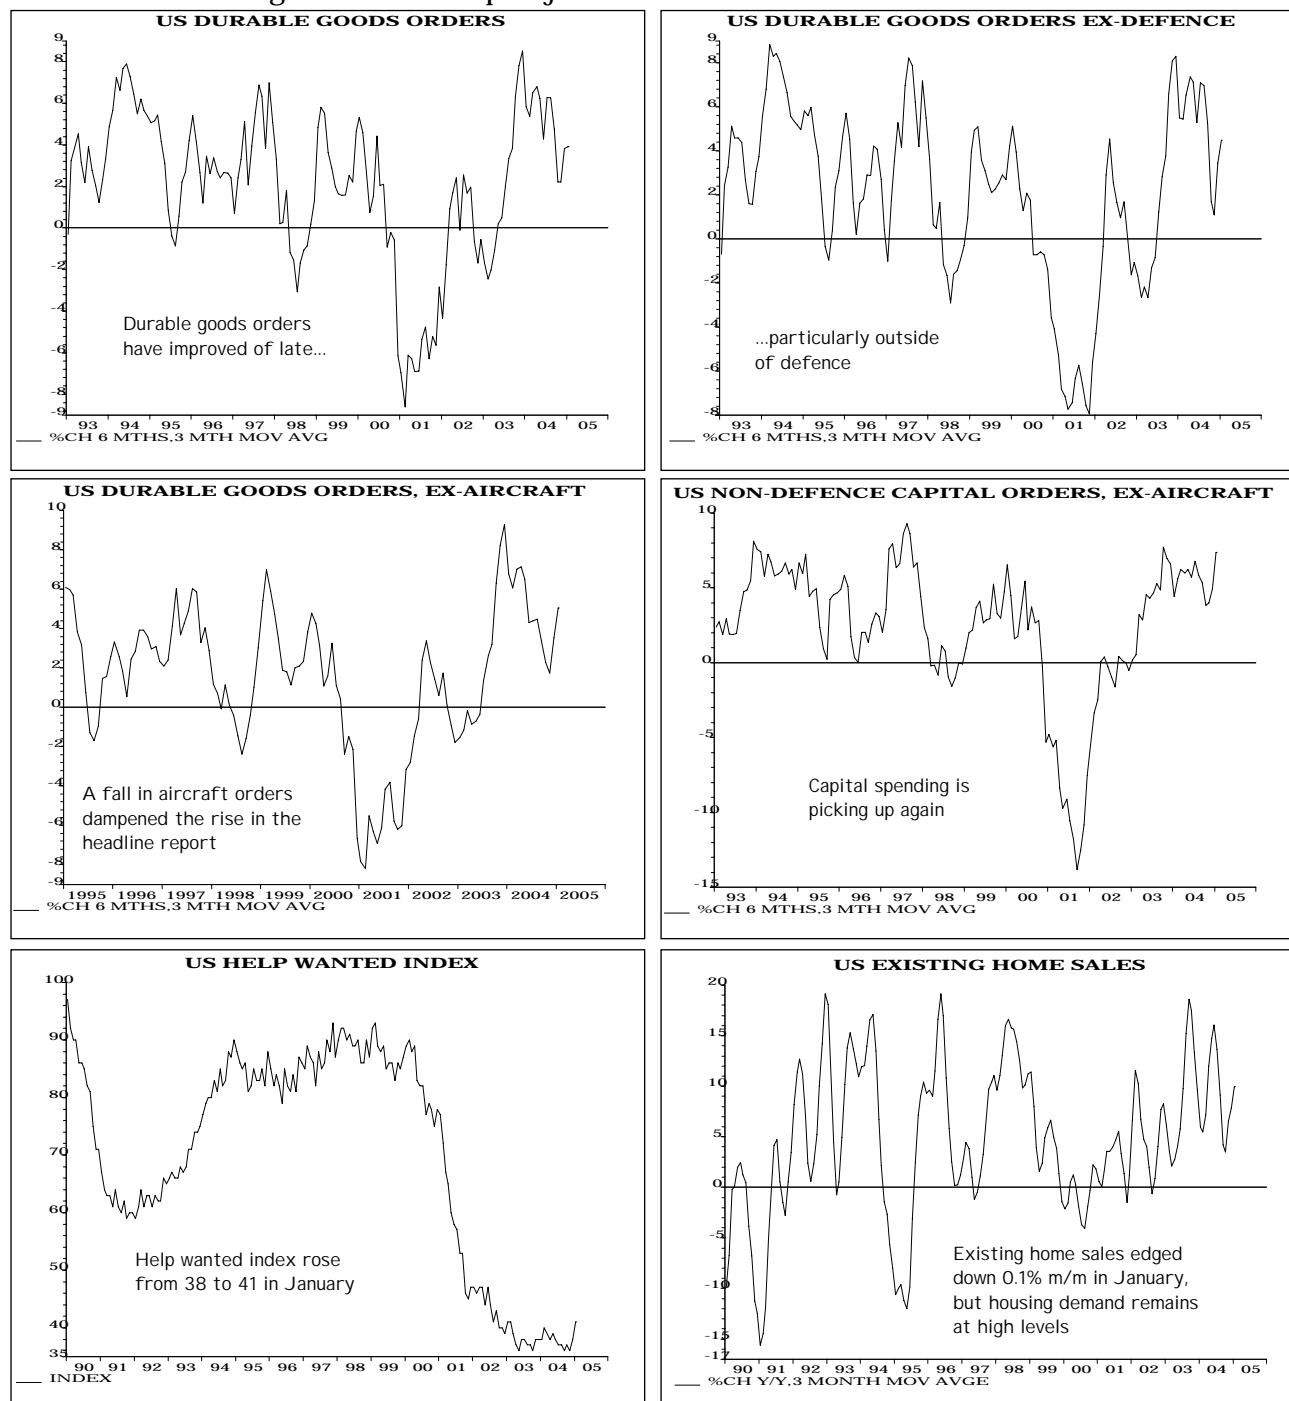 US DURABLE GOODS ORDERS
9
8
6
4
2
0
-2
-4
-6
-8
-9
Durable goods orders
have improved of late...
93 94 95 96 97 98 99 00 01 02 03 04 05
%CH 6 MTHS,3 MTH MOV AVG
US DURABLE GOODS ORDERS EX-DEFENCE
9
8
6
4
2
0
-2
-4
-6
-8
...particularly outside
of defence
93 94 95 96 97 98 99 00 01 02 03 04 05
%CH 6 MTHS,3 MTH MOV AVG
US DURABLE GOODS ORDERS, EX-AIRCRAFT
10
8
6
4
2
0
-2
-4
-6
-8
-9
A fall in aircraft orders
dampened the rise in the
headline report
1995 1996 1997 1998 1999 2000 2001 2002 2003 2004 2005
%CH 6 MTHS,3 MTH MOV AVG
US NON-DEFENCE CAPITAL ORDERS, EX-AIRCRAFT
10
5
0
-5
-10
-15
Capital spending is
picking up again
93 94 95 96 97 98 99 00 01 02 03 04 05
%CH 6 MTHS,3 MTH MOV AVG
US HELP WANTED INDEX
100
90
80
70
60
50
40
35
Help wanted index rose
from 38 to 41 in January
90 91 92 93 94 95 96 97 98 99 00 01 02 03 04 05
INDEX
US EXISTING HOME SALES
20
15
10
5
0
-5
-10
-15
-17
Existing home sales edged
down 0.1% m/m in January,
but housing demand remains
at high levels
90 91 92 93 94 95 96 97 98 99 00 01 02 03 04 05
%CH Y/Y,3 MONTH MOV AVGE